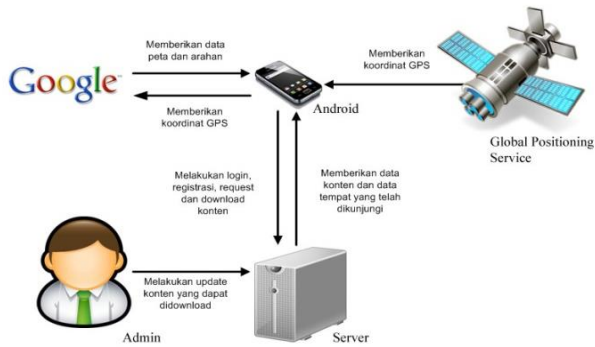 Memberikan data
peta dan arahan
Memberikan
koordinat GPS
Google
Android
Memberikan
koordinat GPS
Global Positioning
Service
Melakukan login,
registrasi, request
dan download
konten
Memberikan data
konten dan data
tempat yang telah
dikunjungi
Melakukan update
konten yang dapat
didownload
Admin
Server